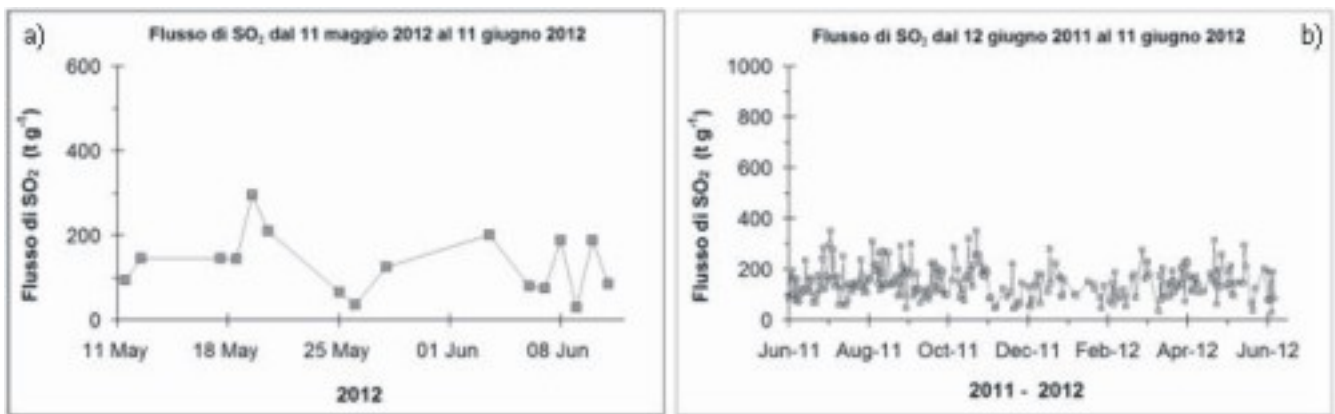 a)
Flusso di SO₂ dal 11 maggio 2012 al 11 giugno 2012
Flusso di SO₂ (t g⁻¹)
600
400
200
0
11 May 18 May 25 May 01 Jun 08 Jun
2012
b)
Flusso di SO₂ dal 12 giugno 2011 al 11 giugno 2012
Flusso di SO₂ (t g⁻¹)
1000
800
600
400
200
0
Jun-11 Aug-11 Oct-11 Dec-11 Feb-12 Apr-12 Jun-12
2011 - 2012